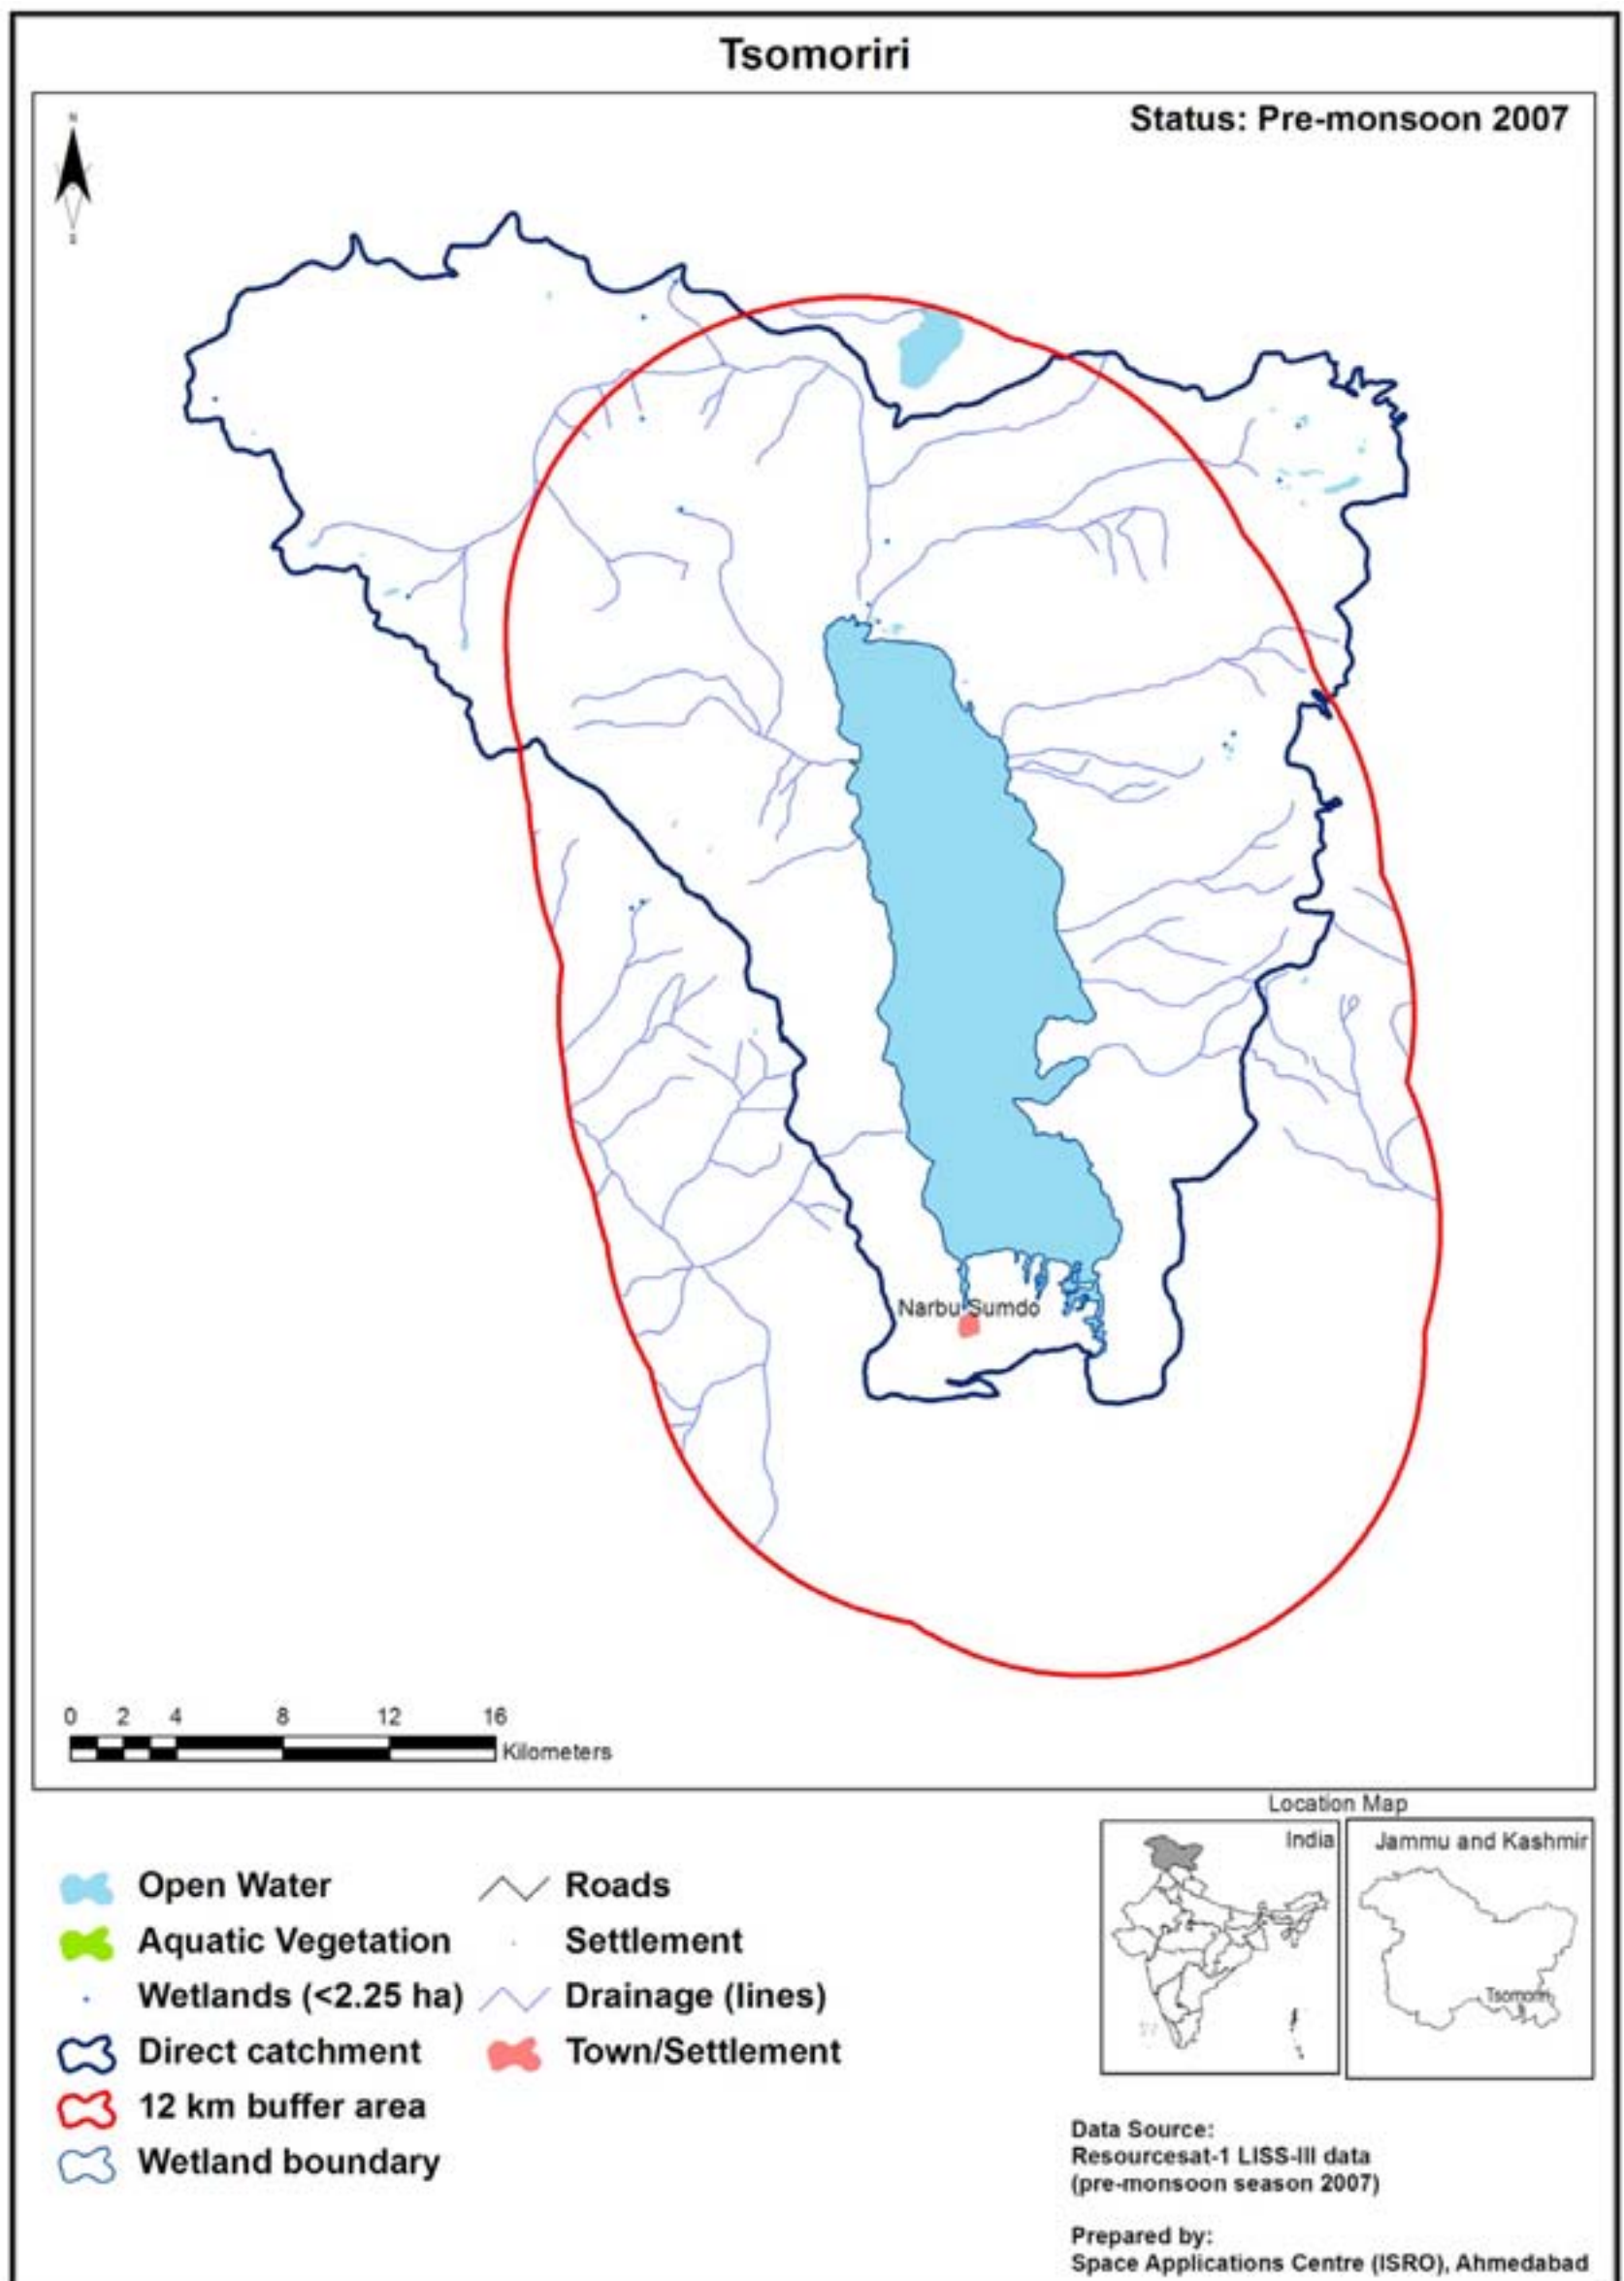 Tsomoriri
Status: Pre-monsoon 2007
N
S
Narbu Sumdo
0 2 4 8 12 16
Kilometers
Location Map
India
Jammu and Kashmir
Tsomoriri
Open Water
Aquatic Vegetation
Wetlands (<2.25 ha)
Direct catchment
12 km buffer area
Wetland boundary
Roads
Settlement
Drainage (lines)
Town/Settlement
Data Source:
Resourcesat-1 LISS-III data
(pre-monsoon season 2007)
Prepared by:
Space Applications Centre (ISRO), Ahmedabad